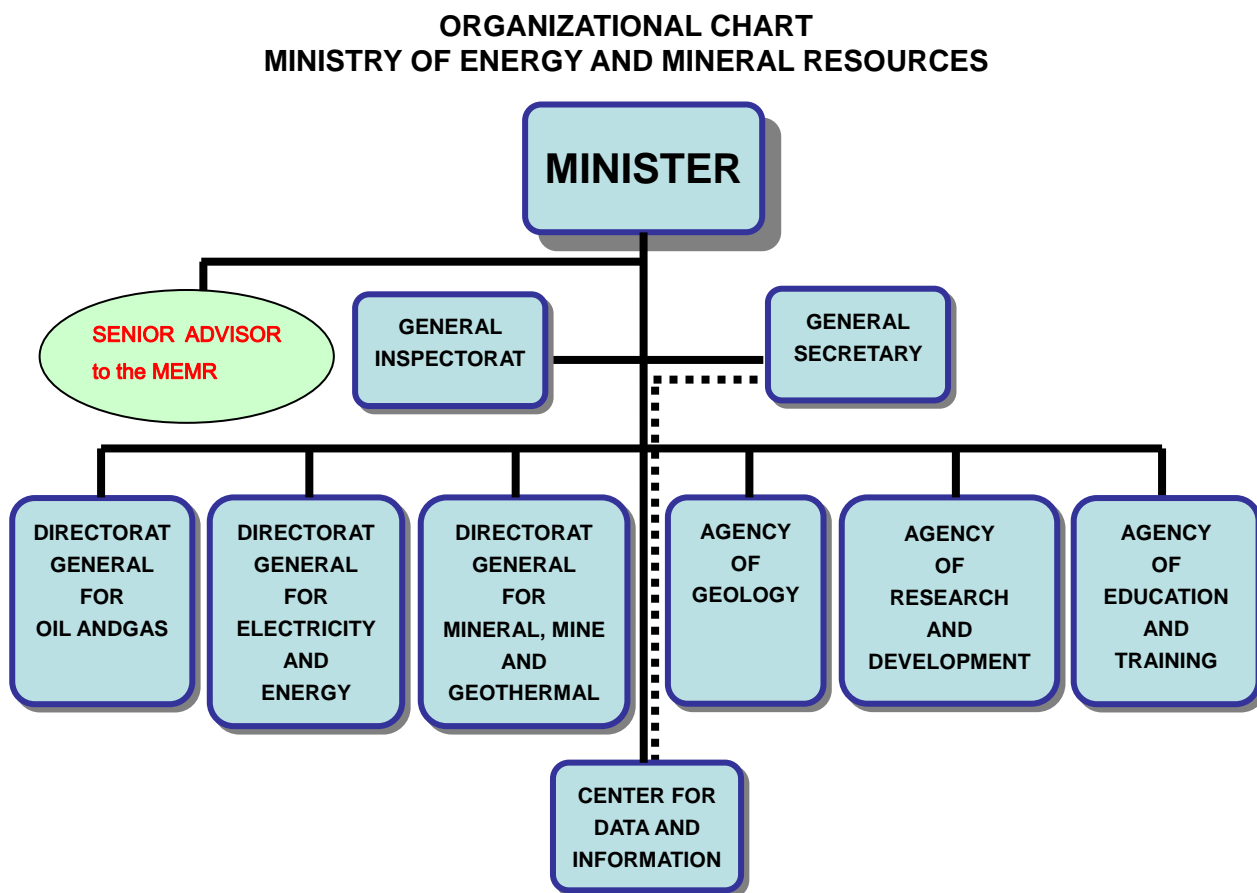 ORGANIZATIONAL CHART
MINISTRY OF ENERGY AND MINERAL RESOURCES
MINISTER
SENIOR ADVISOR
to the MEMR
GENERAL
INSPECTORAT
GENERAL
SECRETARY
DIRECTORAT
GENERAL
FOR
OIL ANDGAS
DIRECTORAT
GENERAL
FOR
ELECTRICITY
AND
ENERGY
DIRECTORAT
GENERAL
FOR
MINERAL, MINE
AND
GEOTHERMAL
AGENCY
OF
GEOLOGY
AGENCY
OF
RESEARCH
AND
DEVELOPMENT
AGENCY
OF
EDUCATION
AND
TRAINING
CENTER FOR
DATA AND
INFORMATION